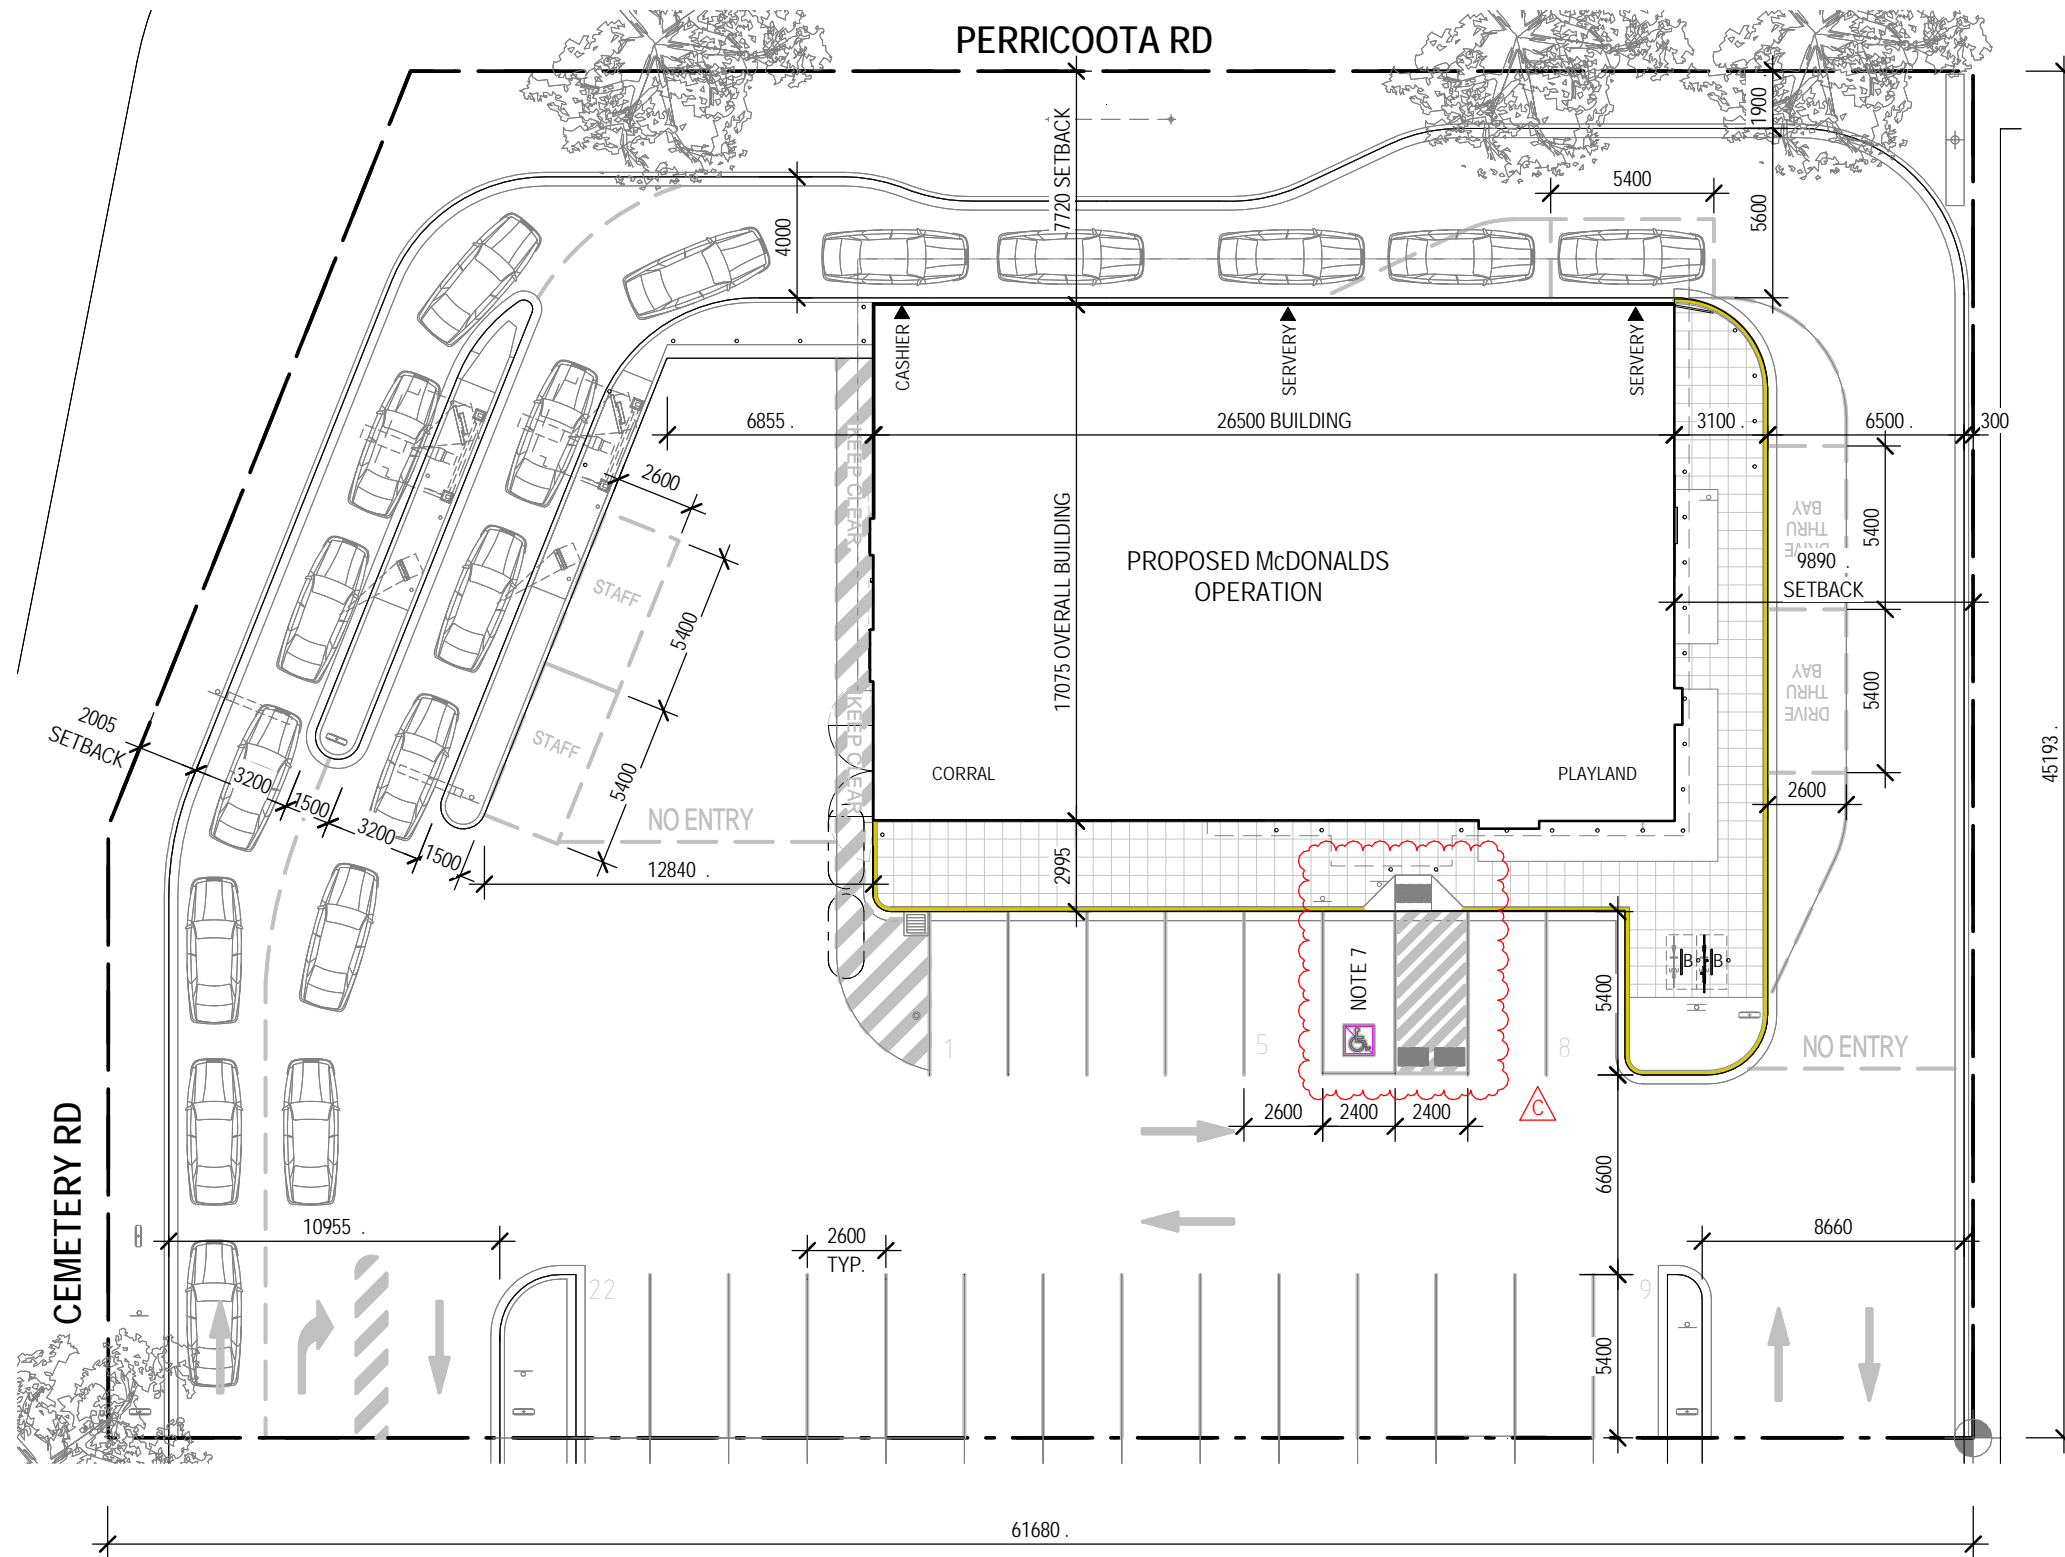 PERRICOOTA RD
1900 .
7720 SETBACK
5400
5600
4000
CASHIER
SERVERY
SERVERY
6855 .
26500 BUILDING
3100 .
6500 .
300
KEEP CLEAR
2600
DRIVE
THRU
BAY
5400
9890 .
SETBACK
17075 OVERALL BUILDING
PROPOSED McDONALDS
OPERATION
STAFF
5400
DRIVE
THRU
BAY
5400
2005
SETBACK
STAFF
KEEP CLEAR
45193 .
3200
1500
3200
1500
5400
CORRAL
PLAYLAND
2600
NO ENTRY
12840 .
2995
NOTE 7
B
B
5400
1
5
8
NO ENTRY
C
2600
2400
2400
CEMETERY RD
6600
10955 .
2600
TYP.
8660
22
9
5400
61680 .